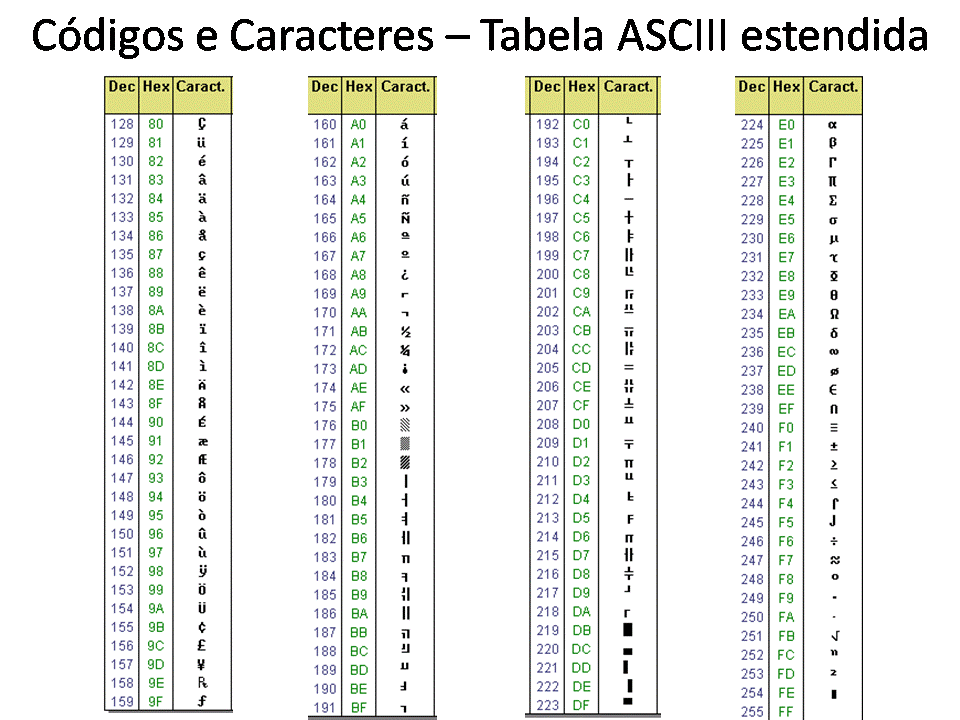 Códigos e Caracteres – Tabela ASCIII estendida
Dec Hex Caract.
128 80 Ç
129 81 ü
130 82 é
131 83 â
132 84 ä
133 85 à
134 86 å
135 87 ç
136 88 ê
137 89 ë
138 8A è
139 8B ï
140 8C î
141 8D ì
142 8E Ä
143 8F Å
144 90 É
145 91 æ
146 92 Æ
147 93 ô
148 94 ö
149 95 ò
150 96 û
151 97 ù
152 98 ÿ
153 99 Ö
154 9A Ü
155 9B ¢
156 9C £
157 9D ¥
158 9E ₧
159 9F ƒ
Dec Hex Caract.
160 A0 á
161 A1 í
162 A2 ó
163 A3 ú
164 A4 ñ
165 A5 Ñ
166 A6 ª
167 A7 º
168 A8 ¿
169 A9 ⌐
170 AA ¬
171 AB ½
172 AC ¼
173 AD ¡
174 AE «
175 AF »
176 B0 ░
177 B1 ▒
178 B2 ▓
179 B3 │
180 B4 ┤
181 B5 ╡
182 B6 ╢
183 B7 ╖
184 B8 ╕
185 B9 ╣
186 BA ║
187 BB ╗
188 BC ╝
189 BD ╜
190 BE ╛
191 BF ┐
Dec Hex Caract.
192 C0 └
193 C1 ┴
194 C2 ┬
195 C3 ├
196 C4 ─
197 C5 ┼
198 C6 ╞
199 C7 ╟
200 C8 ╚
201 C9 ╔
202 CA ╩
203 CB ╦
204 CC ╠
205 CD ═
206 CE ╬
207 CF ╧
208 D0 ╨
209 D1 ╤
210 D2 ╥
211 D3 ╙
212 D4 ╘
213 D5 ╒
214 D6 ╓
215 D7 ╫
216 D8 ╪
217 D9 ┘
218 DA ┌
219 DB █
220 DC ▄
221 DD ▌
222 DE ▐
223 DF ▀
Dec Hex Caract.
224 E0 α
225 E1 β
226 E2 Γ
227 E3 π
228 E4 Σ
229 E5 σ
230 E6 µ
231 E7 τ
232 E8 Φ
233 E9 θ
234 EA Ω
235 EB δ
236 EC ∞
237 ED ø
238 EE ∈
239 EF ∩
240 F0 ≡
241 F1 ±
242 F2 ≥
243 F3 ≤
244 F4 ⌠
245 F5 ⌡
246 F6 ÷
247 F7 ≈
248 F8 °
249 F9 ∙
250 FA ·
251 FB √
252 FC ⁿ
253 FD ²
254 FE ■
255 FF